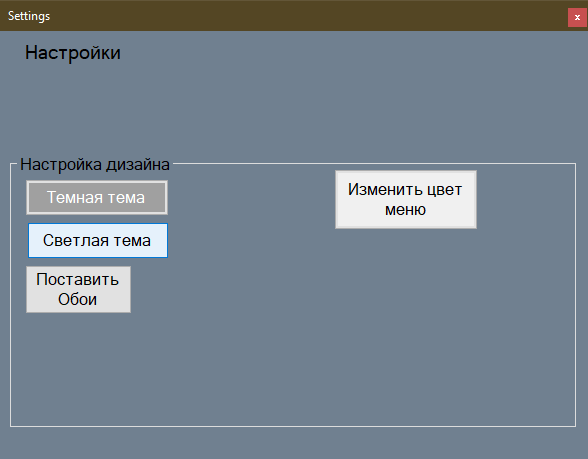 Settings
x
Настройки
Настройка дизайна
Темная тема
Изменить цвет
меню
Светлая тема
Поставить
Обои